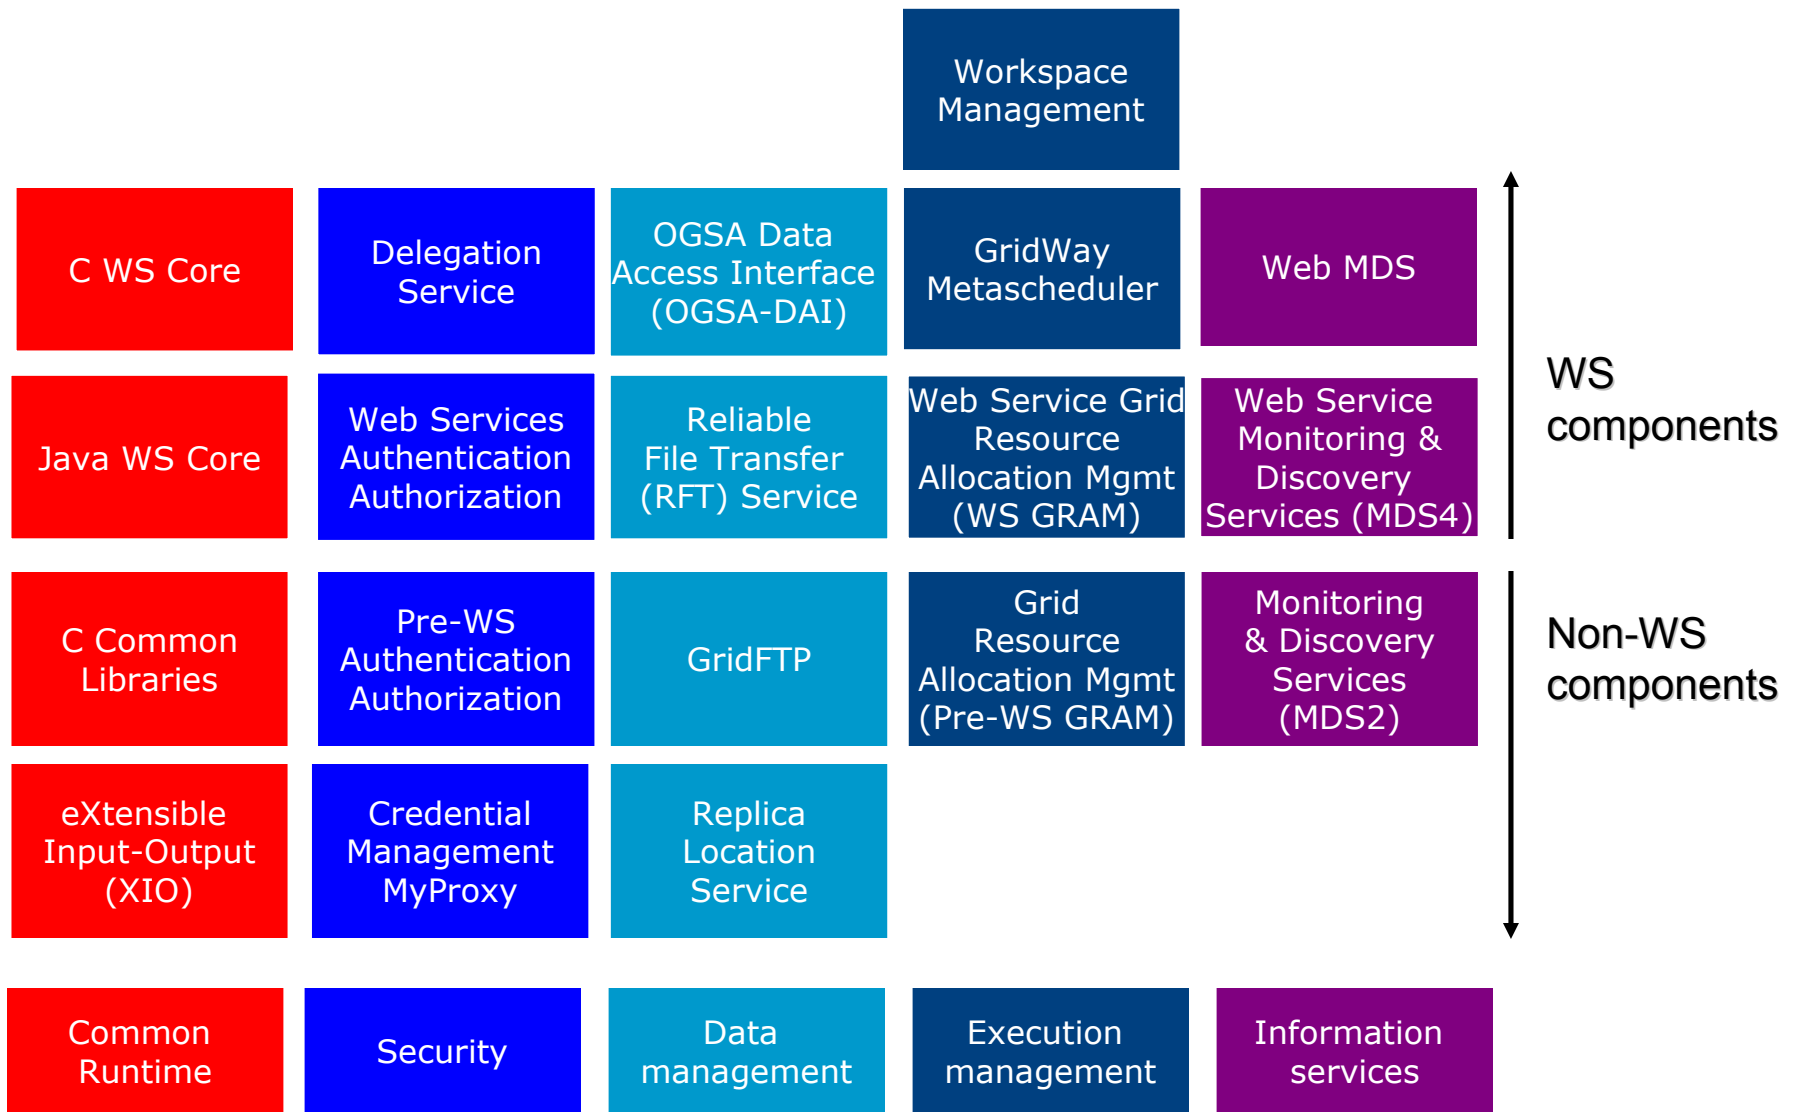 Workspace
Management
C WS Core
Delegation
Service
OGSA Data
Access Interface
(OGSA-DAI)
GridWay
Metascheduler
Web MDS
WS
components
Java WS Core
Web Services
Authentication
Authorization
Reliable
File Transfer
(RFT) Service
Web Service Grid
Resource
Allocation Mgmt
(WS GRAM)
Web Service
Monitoring &
Discovery
Services (MDS4)
C Common
Libraries
Pre-WS
Authentication
Authorization
GridFTP
Grid
Resource
Allocation Mgmt
(Pre-WS GRAM)
Monitoring
& Discovery
Services
(MDS2)
Non-WS
components
eXtensible
Input-Output
(XIO)
Credential
Management
MyProxy
Replica
Location
Service
Common
Runtime
Security
Data
management
Execution
management
Information
services